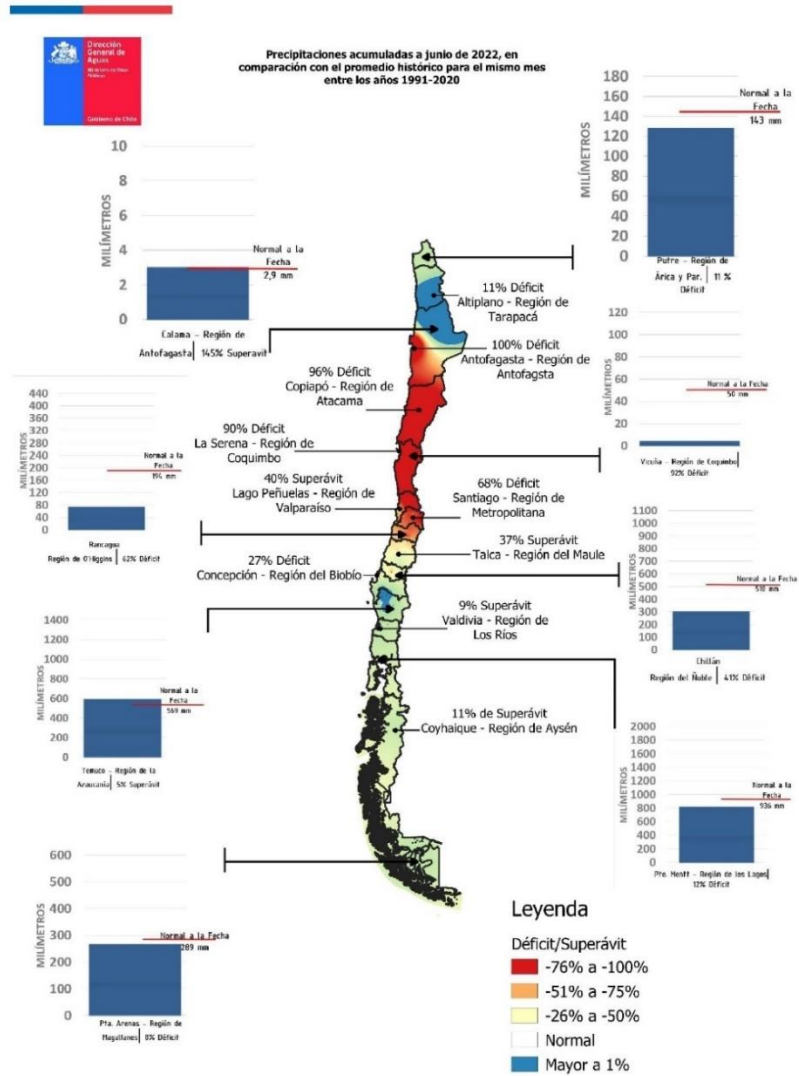 Dirección
General de
Aguas
Ministerio de Obras
Públicas
Gobierno de Chile
Precipitaciones acumuladas a junio de 2022, en
comparación con el promedio histórico para el mismo mes
entre los años 1991-2020
MILÍMETROS
10
8
6
4
2
0
Normal a la
Fecha
2,9 mm
Calama - Región de
Antofagasta | 145% Superavit
MILÍMETROS
180
160
140
120
100
80
60
40
20
0
Normal a la
Fecha
143 mm
Putre - Región de
Árica y Par. | 11 %
Déficit
11% Déficit
Altiplano - Región de
Tarapacá
100% Déficit
Antofagasta - Región de
Antofagsta
96% Déficit
Copiapó - Región de
Atacama
90% Déficit
La Serena - Región de
Coquimbo
40% Superávit
Lago Peñuelas - Región de
Valparaíso
68% Déficit
Santiago - Región de
Metropolitana
37% Superávit
Talca - Región del Maule
27% Déficit
Concepción - Región del Biobío
9% Superávit
Valdivia - Región de
Los Ríos
11% de Superávit
Coyhaique - Región de Aysén
MILÍMETROS
120
100
80
60
40
20
0
Normal a la Fecha
50 mm
Vicuña - Región de Coquimbo|
92% Déficit
MILÍMETROS
440
400
360
320
280
240
200
160
120
80
40
0
Normal a la
Fecha
194 mm
Rancagua
Región de O'Higgins | 62% Déficit
MILÍMETROS
1100
1000
900
800
700
600
500
400
300
200
100
0
Normal a la Fecha
510 mm
Chillán
Región del Ñuble | 41% Déficit
MILÍMETROS
1400
1200
1000
800
600
400
200
0
Normal a la
Fecha
569 mm
Temuco - Región de la
Araucanía | 5% Superávit
MILÍMETROS
2000
1800
1600
1400
1200
1000
800
600
400
200
0
Normal a la
Fecha
936 mm
Pto. Montt - Región de los Lagos|
12% Déficit
MILÍMETROS
600
500
400
300
200
100
0
Normal a la Fecha
289 mm
Pta. Arenas - Región de
Magallanes | 8% Déficit
Leyenda
Déficit/Superávit
-76% a -100%
-51% a -75%
-26% a -50%
Normal
Mayor a 1%